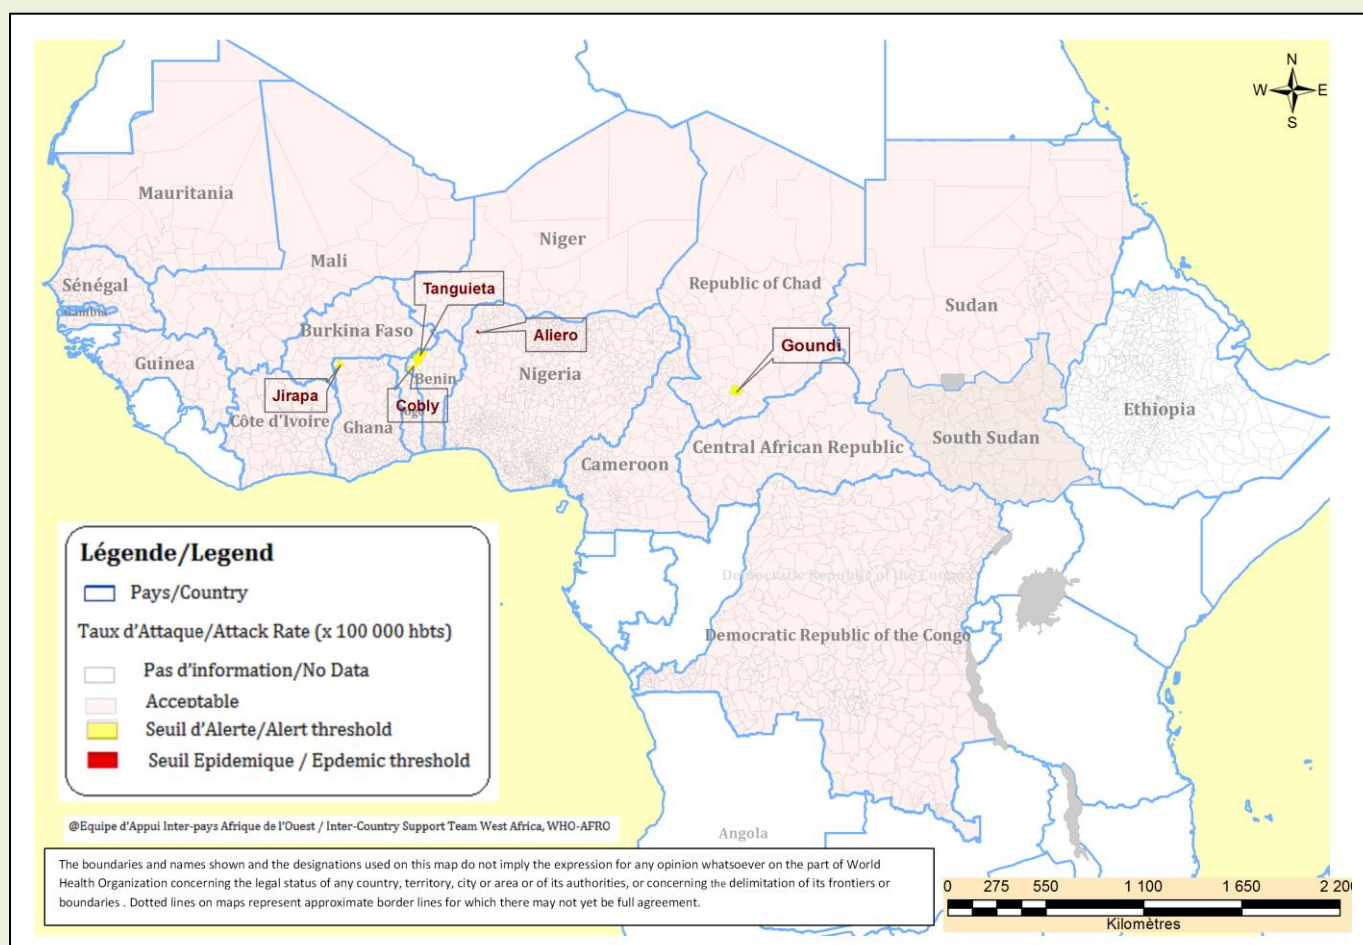 N
W E
S
Mauritania
Mali
Niger
Republic of Chad
Sudan
Sénégal
Gambia
Tanguieta
Burkina Faso
Aliero
Goundi
Guinea
Nigeria
Benin
Jirapa
Cobly
Togo
Côte d'Ivoire
Ghana
Ethiopia
South Sudan
Central African Republic
Cameroon
Democratic Republic of the Congo
Democratic Republic of the Congo
Angola
Légende/Legend
Pays/Country
Taux d'Attaque/Attack Rate (x 100 000 hbts)
Pas d'information/No Data
Acceptable
Seuil d'Alerte/Alert threshold
Seuil Epidemique / Epdemic threshold
@Equipe d'Appui Inter-pays Afrique de l'Ouest / Inter-Country Support Team West Africa, WHO-AFRO
The boundaries and names shown and the designations used on this map do not imply the expression for any opinion whatsoever on the part of World
Health Organization concerning the legal status of any country, territory, city or area or of its authorities, or concerning the delimitation of its frontiers or
boundaries . Dotted lines on maps represent approximate border lines for which there may not yet be full agreement.
0 275 550 1 100 1 650 2 200
Kilomètres